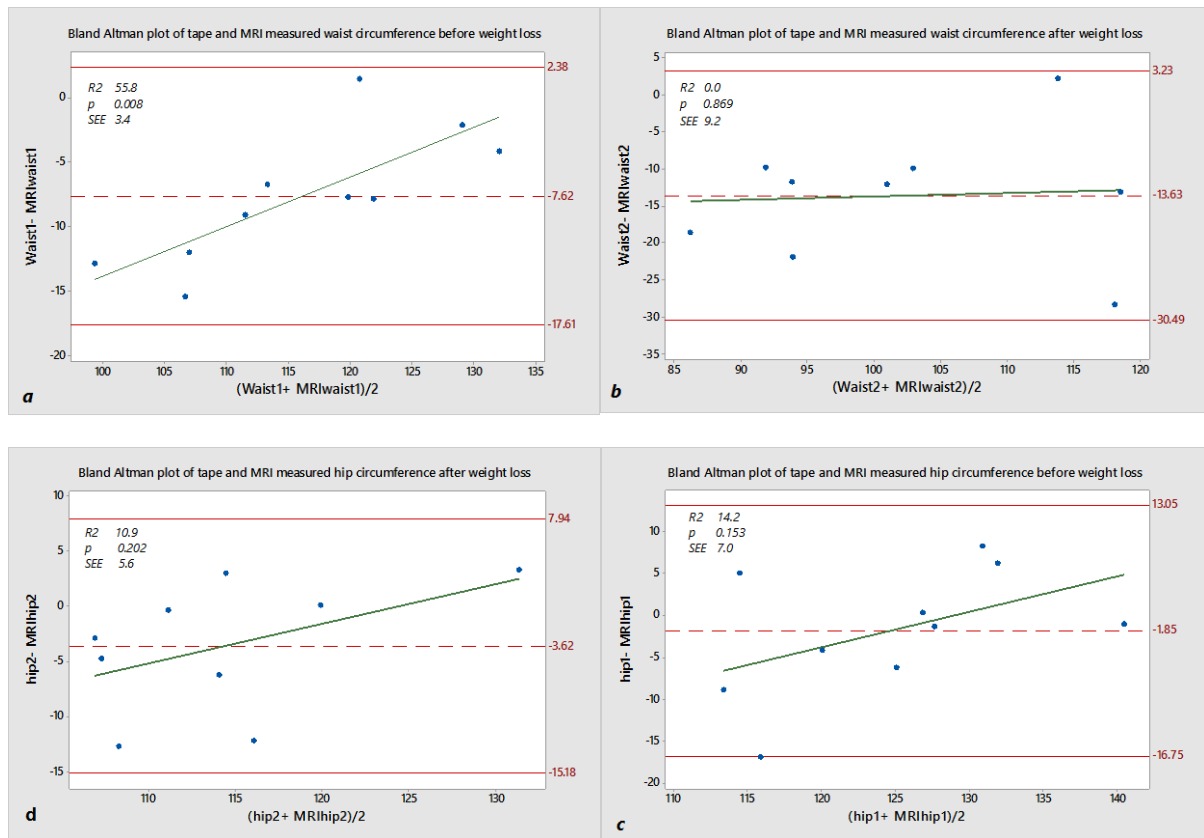 Bland Altman plot of tape and MRI measured waist circumference before weight loss
R2 55.8
p 0.008
SEE 3.4
2.38
-7.62
-17.61
0
-5
-10
-15
-20
Waist1- MRIwaist1
100 105 110 115 120 125 130 135
(Waist1+ MRIwaist1)/2
a
Bland Altman plot of tape and MRI measured waist circumference after weight loss
R2 0.0
p 0.869
SEE 9.2
3.23
-13.63
-30.49
5
0
-5
-10
-15
-20
-25
-30
-35
Waist2- MRIwaist2
85 90 95 100 105 110 115 120
(Waist2+ MRIwaist2)/2
b
Bland Altman plot of tape and MRI measured hip circumference after weight loss
R2 10.9
p 0.202
SEE 5.6
7.94
-3.62
-15.18
10
5
0
-5
-10
-15
hip2- MRIhip2
110 115 120 125 130
(hip2+ MRIhip2)/2
d
Bland Altman plot of tape and MRI measured hip circumference before weight loss
R2 14.2
p 0.153
SEE 7.0
13.05
-1.85
-16.75
10
5
0
-5
-10
-15
-20
hip1- MRIhip1
110 115 120 125 130 135 140
(hip1+ MRIhip1)/2
c